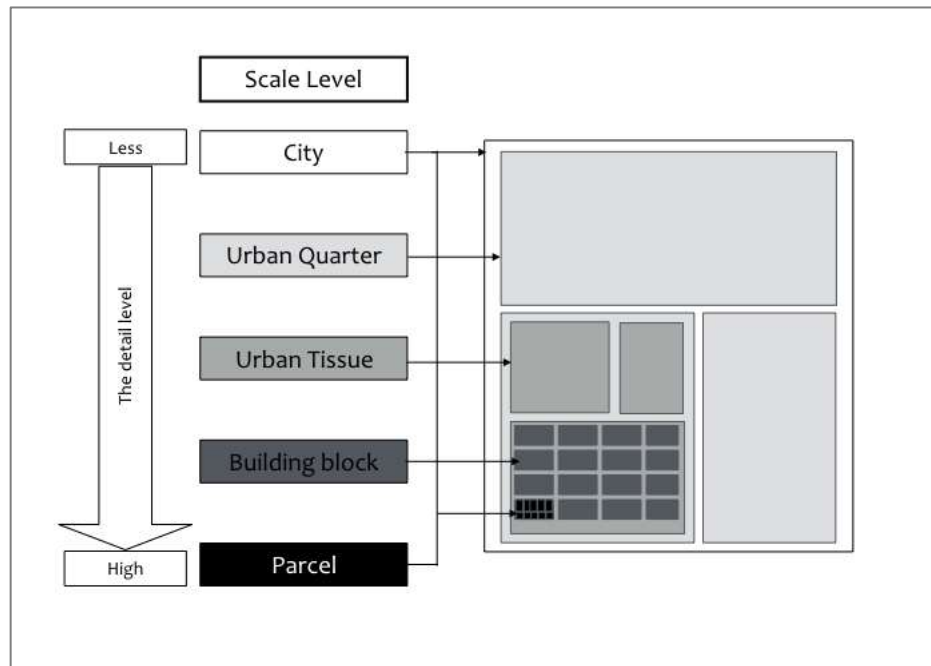 Scale Level
Less
City
Urban Quarter
The detail level
Urban Tissue
Building block
High
Parcel